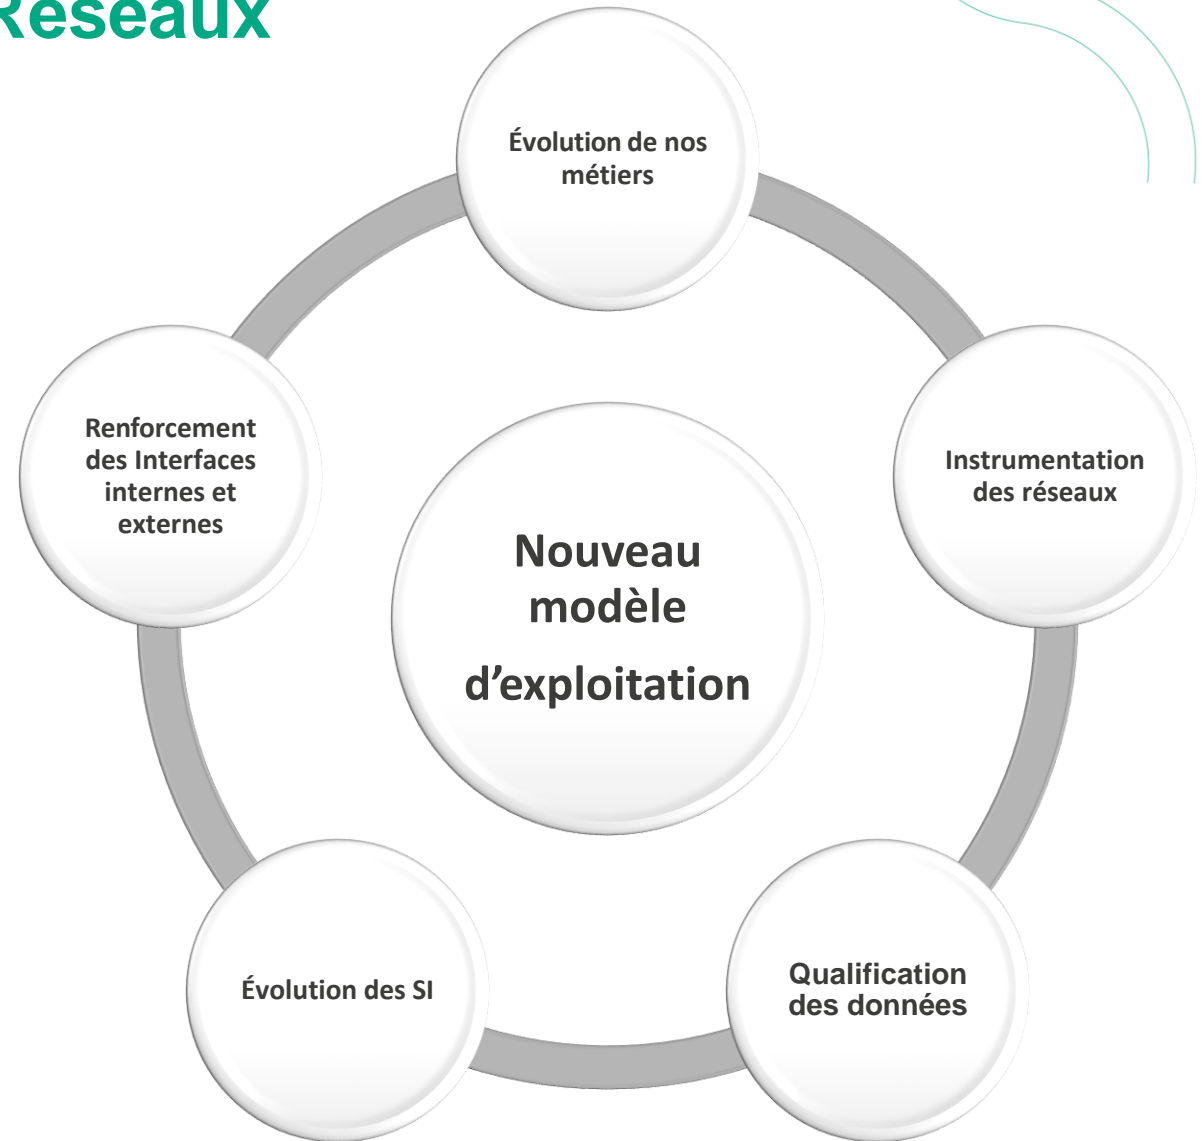 Réseaux
Évolution de nos
métiers
Instrumentation
des réseaux
Qualification
des données
Évolution des SI
Renforcement
des Interfaces
internes et
externes
Nouveau
modèle
d’exploitation